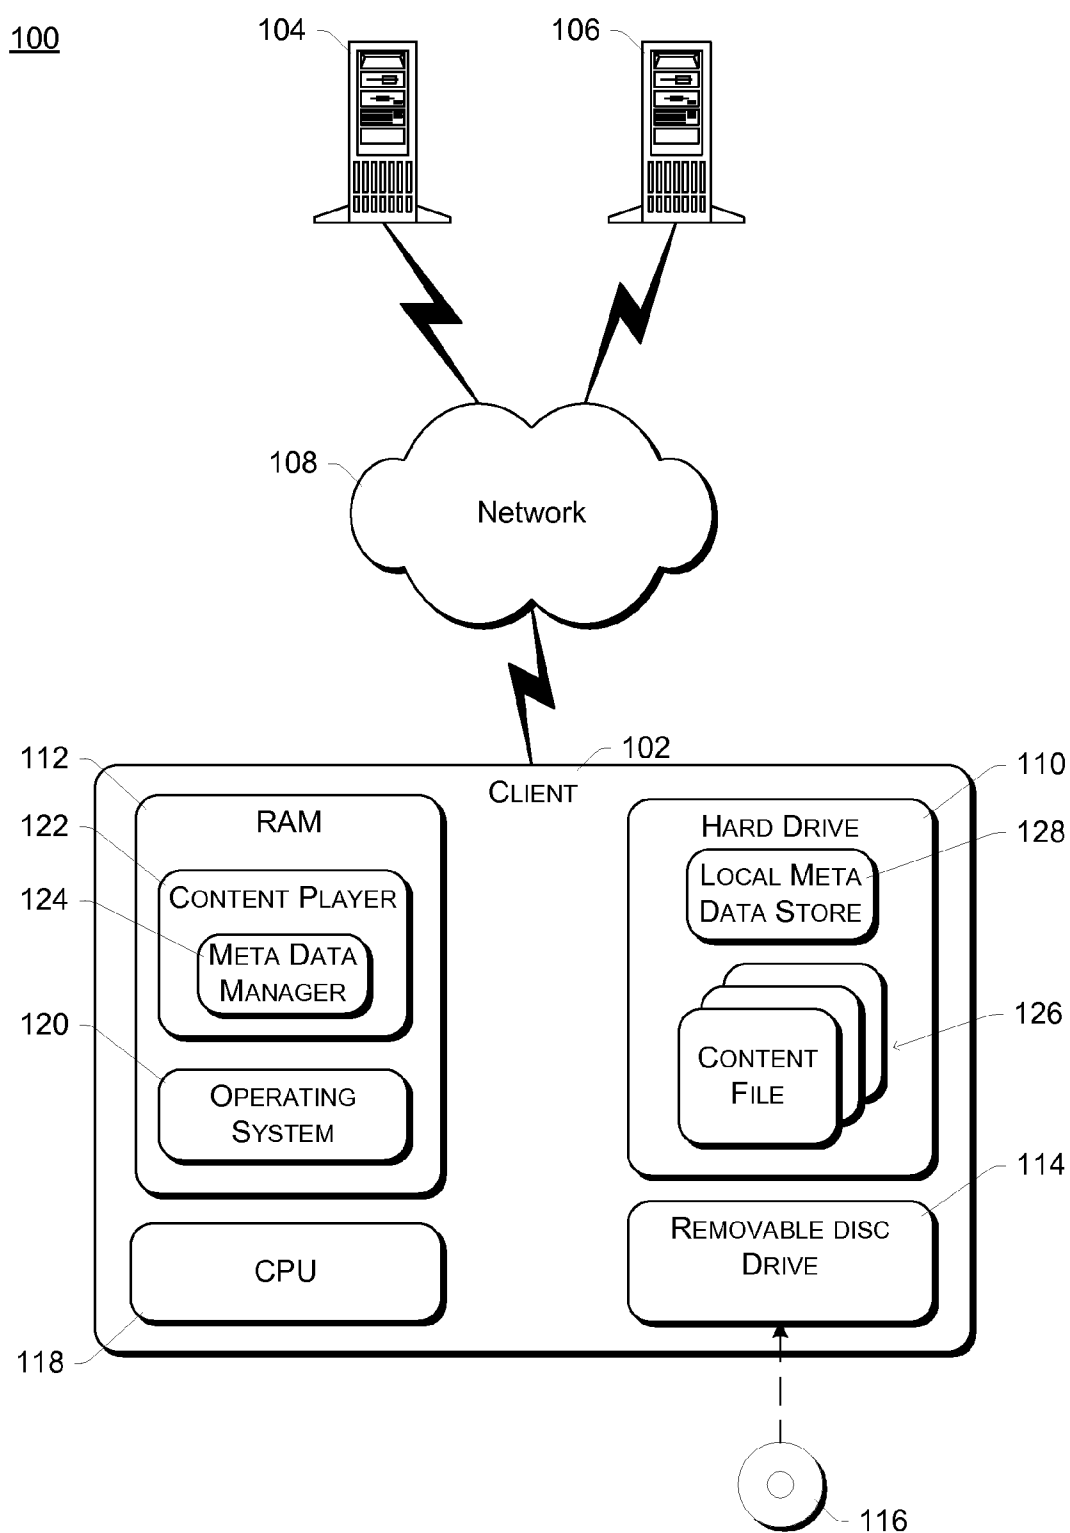 100
104
106
108
Network
102
112
110
CLIENT
RAM
HARD DRIVE
122
128
CONTENT PLAYER
LOCAL META
DATA STORE
124
META DATA
MANAGER
126
120
CONTENT
FILE
OPERATING
SYSTEM
114
REMOVABLE DISC
DRIVE
CPU
118
116